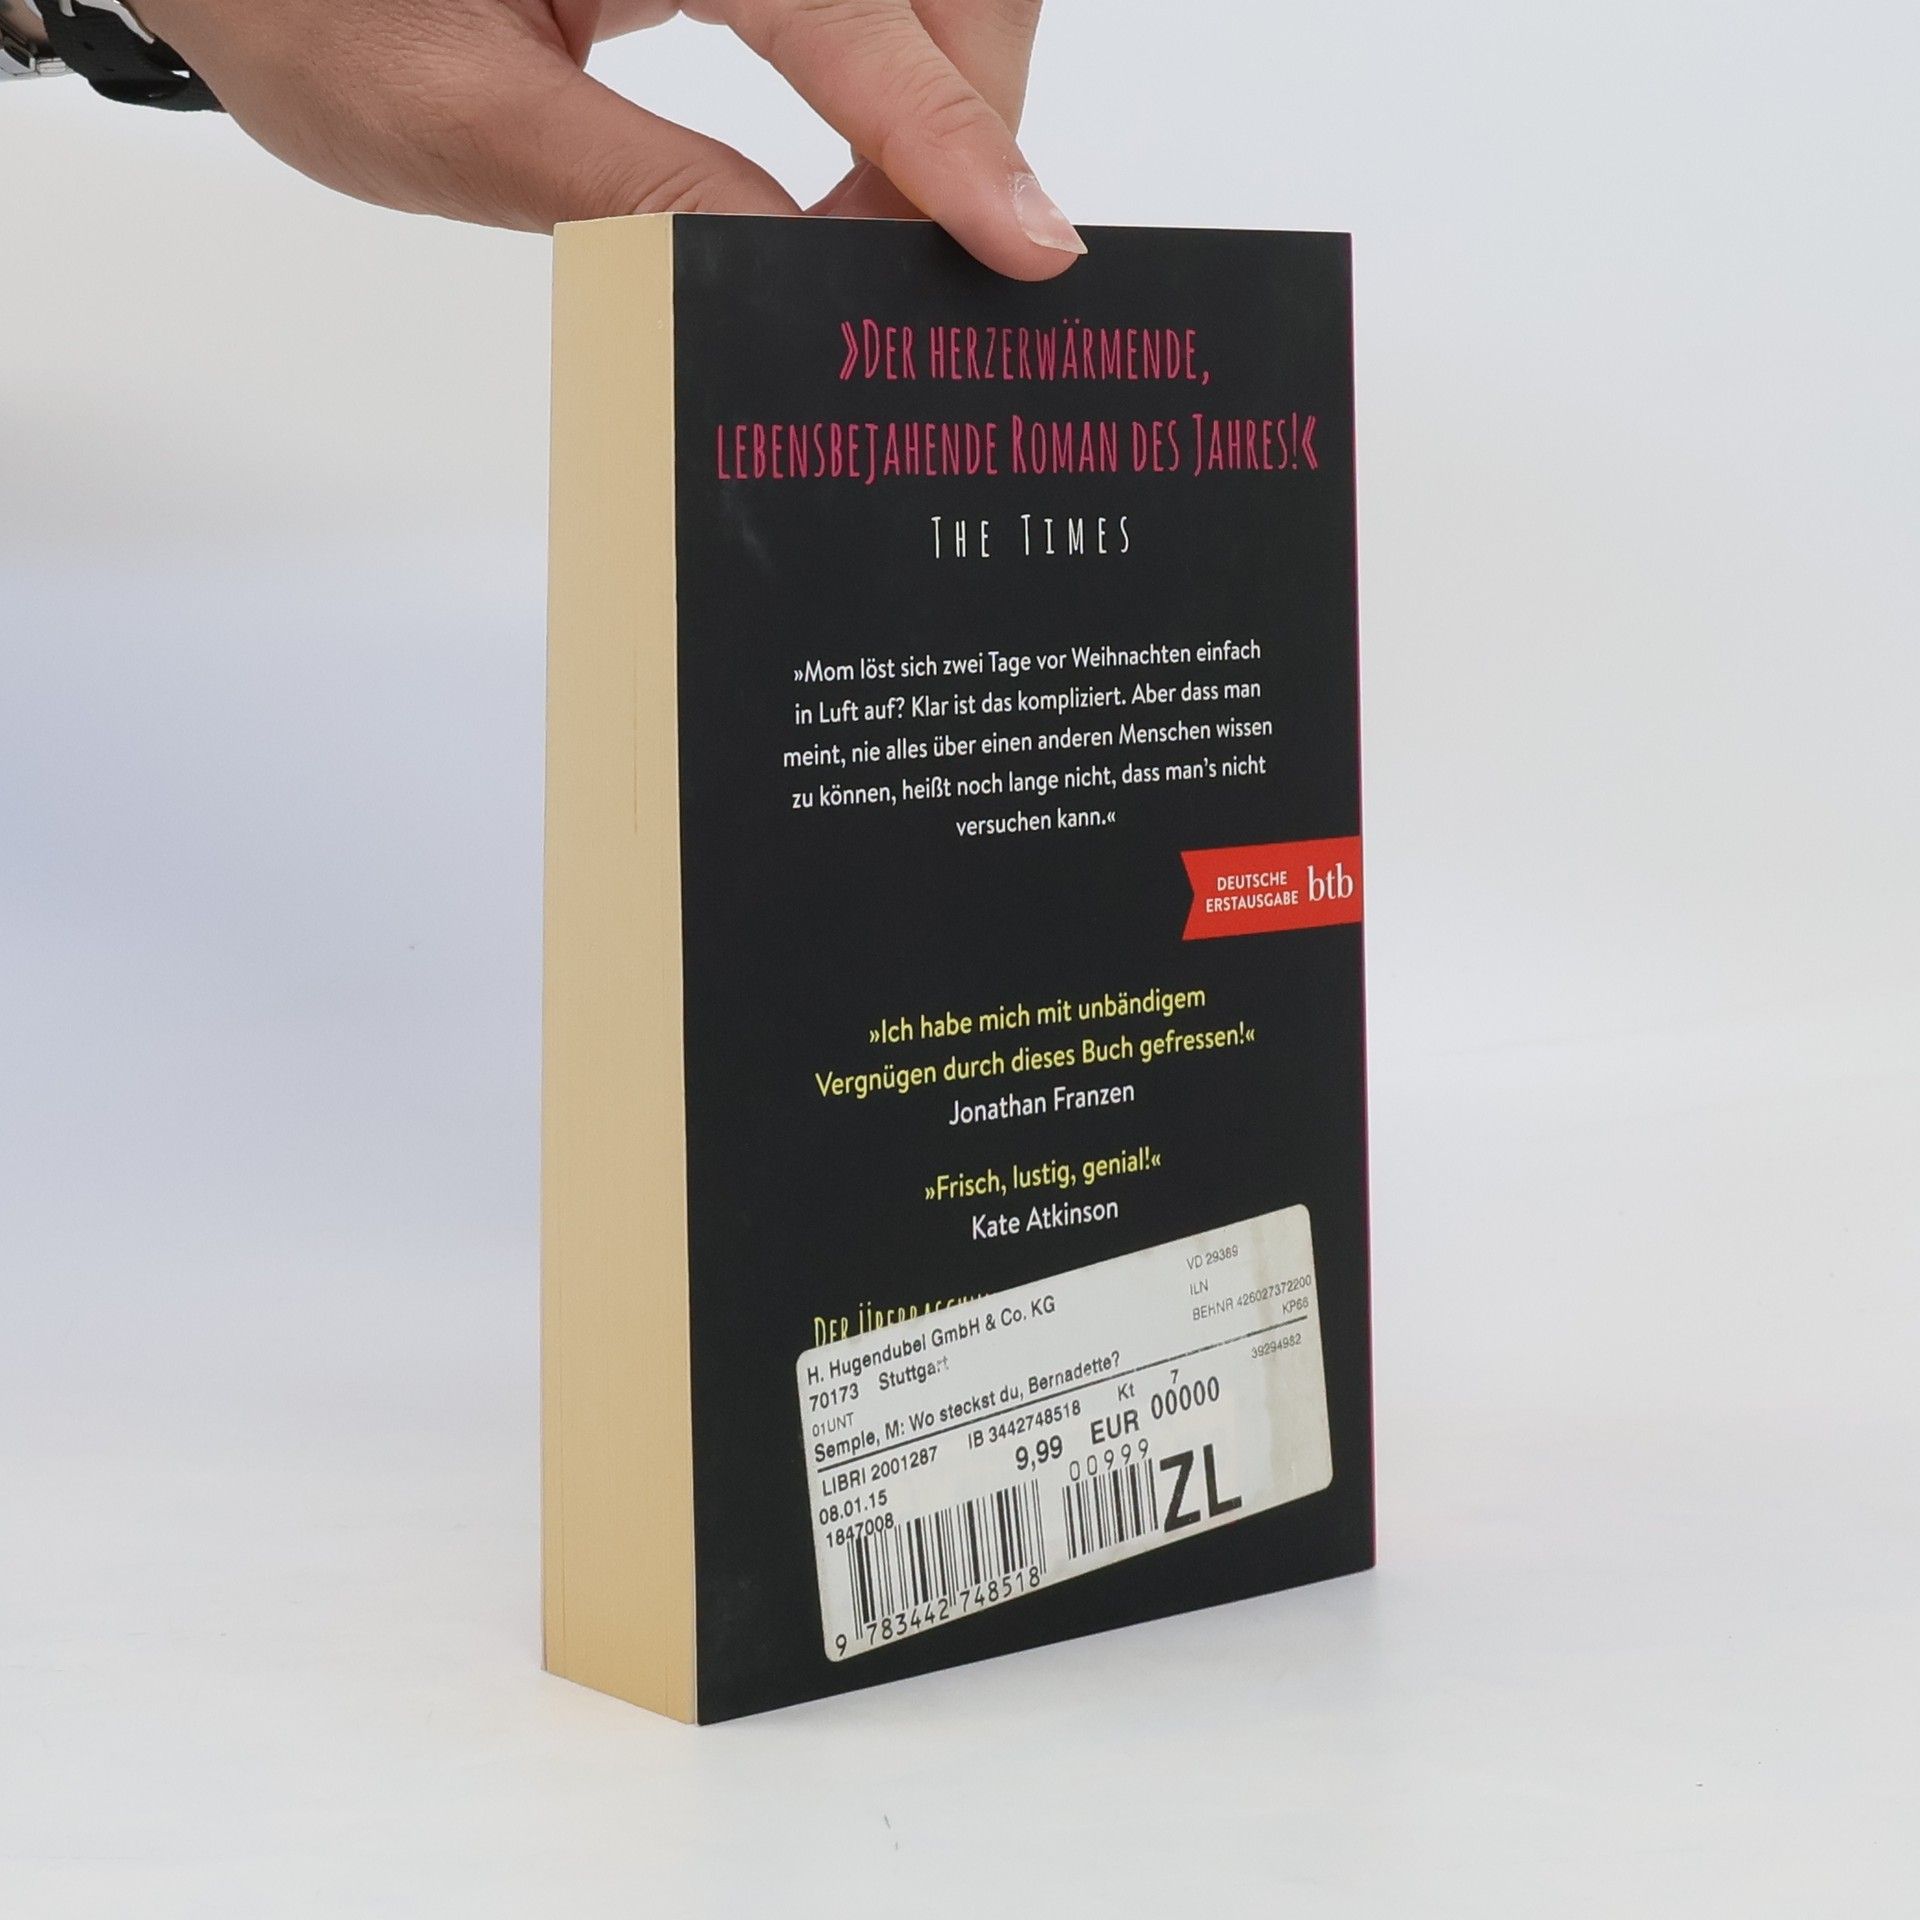 »Der herzerwärmende,
lebensbejahende Roman des Jahres!«
The Times
»Mom löst sich zwei Tage vor Weihnachten einfach
in Luft auf? Klar ist das kompliziert. Aber dass man
meint, nie alles über einen anderen Menschen wissen
zu können, heißt noch lange nicht, dass man's nicht
versuchen kann.«
DEUTSCHE
ERSTAUSGABE
btb
»Ich habe mich mit unbändigem
Vergnügen durch dieses Buch gefressen!«
Jonathan Franzen
»Frisch, lustig, genial!«
Kate Atkinson
Der
H. Hugendubel GmbH & Co. KG
70173 Stuttgart
01UNT
VD 29369
ILN
BEHNR 426027372200
KP68
Semple, M: Wo steckst du, Bernadette?
39294982
LIBRI 2001287 IB 3442748518 Kt 7
08.01.15 9,99 EUR 00000
1847008
00999
ZL
9 783442 748518